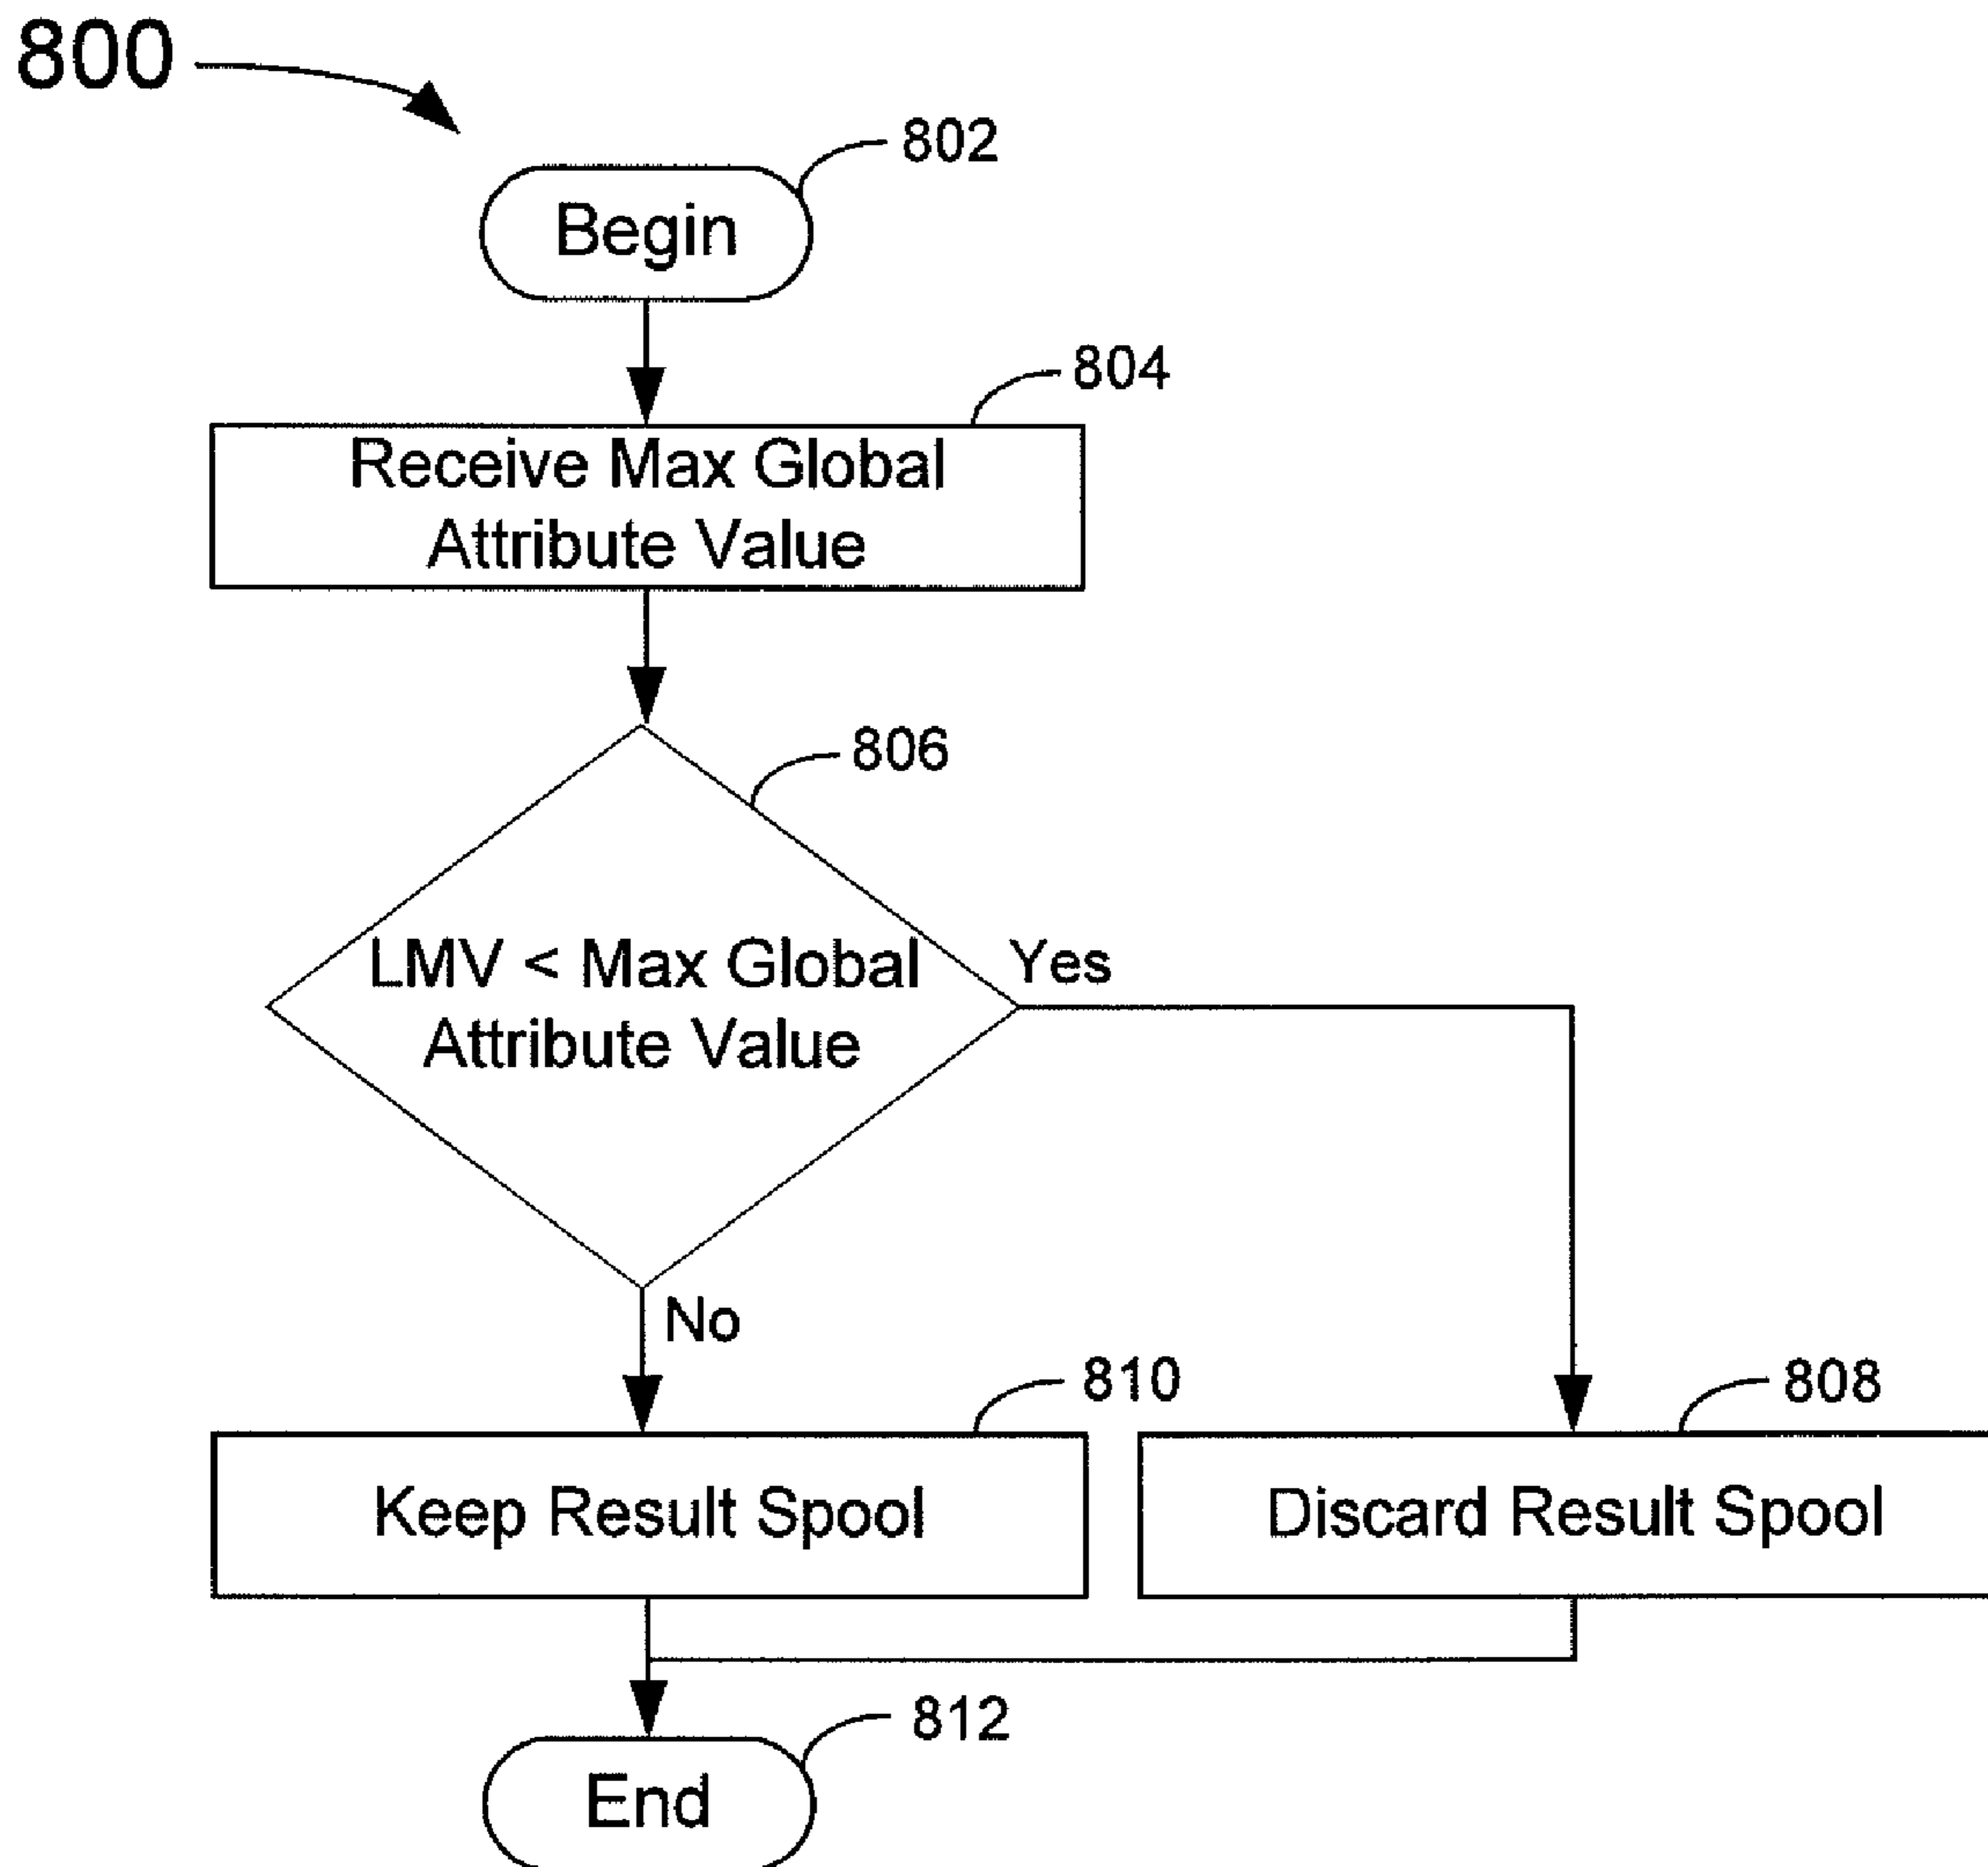 800
802
Begin
804
Receive Max Global
Attribute Value
806
LMV < Max Global
Attribute Value
Yes
No
810
Keep Result Spool
808
Discard Result Spool
812
End